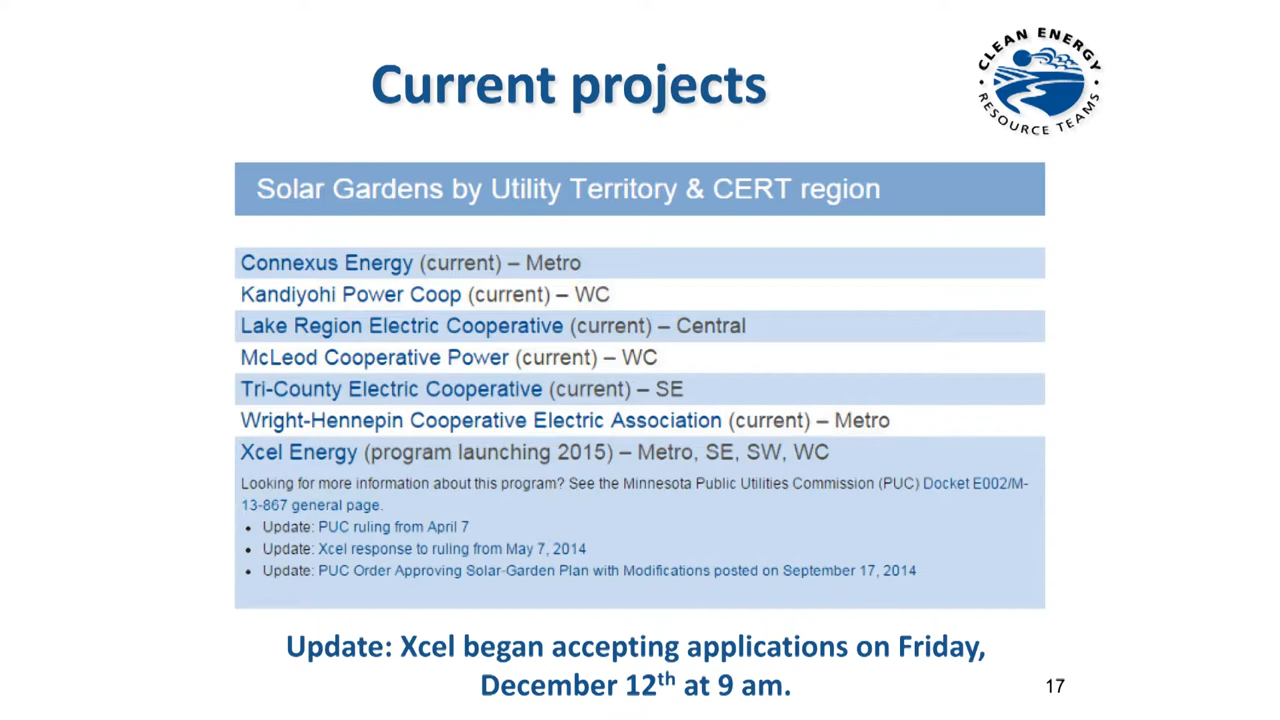 Current projects
CLEAN ENERGY
RESOURCE TEAMS
Solar Gardens by Utility Territory & CERT region
Connexus Energy (current) – Metro
Kandiyohi Power Coop (current) – WC
Lake Region Electric Cooperative (current) – Central
McLeod Cooperative Power (current) – WC
Tri-County Electric Cooperative (current) – SE
Wright-Hennepin Cooperative Electric Association (current) – Metro
Xcel Energy (program launching 2015) – Metro, SE, SW, WC
Looking for more information about this program? See the Minnesota Public Utilities Commission (PUC) Docket E002/M-
13-867 general page.
• Update: PUC ruling from April 7
• Update: Xcel response to ruling from May 7, 2014
• Update: PUC Order Approving Solar-Garden Plan with Modifications posted on September 17, 2014
Update: Xcel began accepting applications on Friday,
December 12th at 9 am.
17